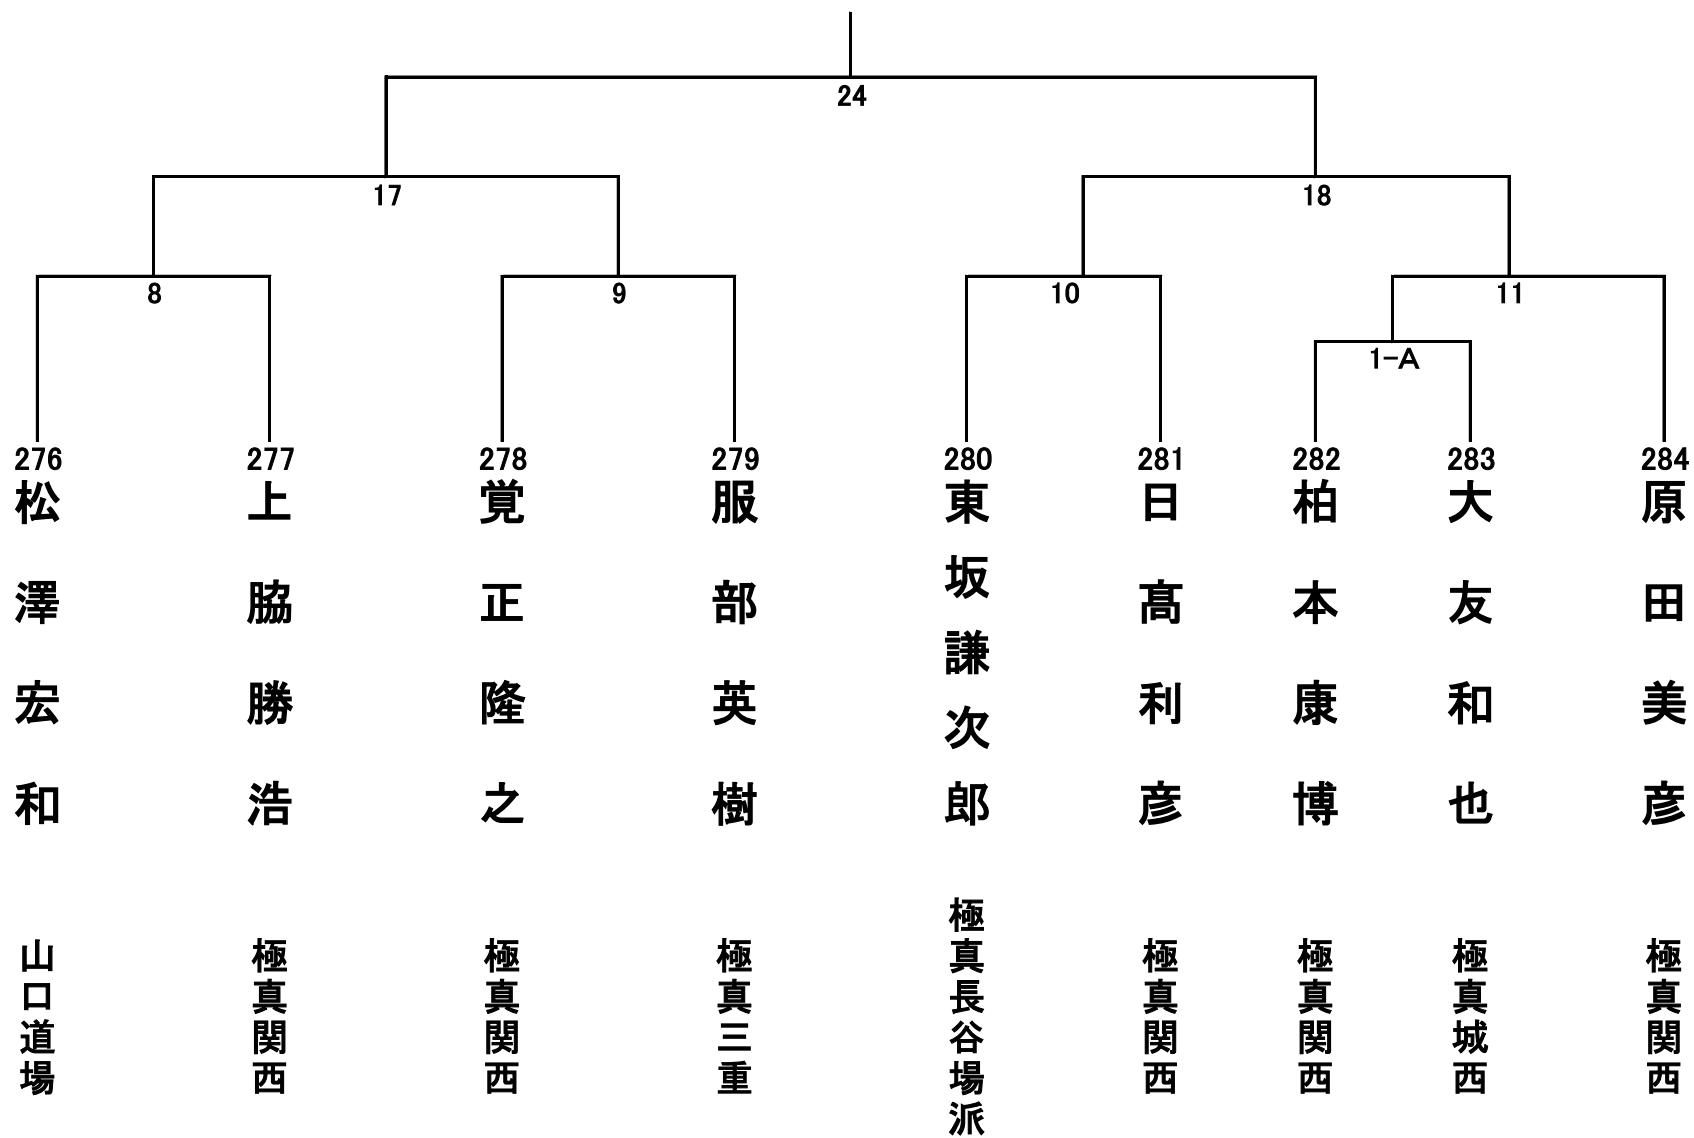 24
17
18
8
9
10
11
1-A
276
277
278
279
280
281
282
283
284
松澤宏和
上脇勝浩
覚正隆之
服部英樹
東坂謙次郎
日髙利彦
柏本康博
大友和也
原田美彦
山口道場
極真関西
極真関西
極真三重
極真長谷場派
極真関西
極真関西
極真城西
極真関西